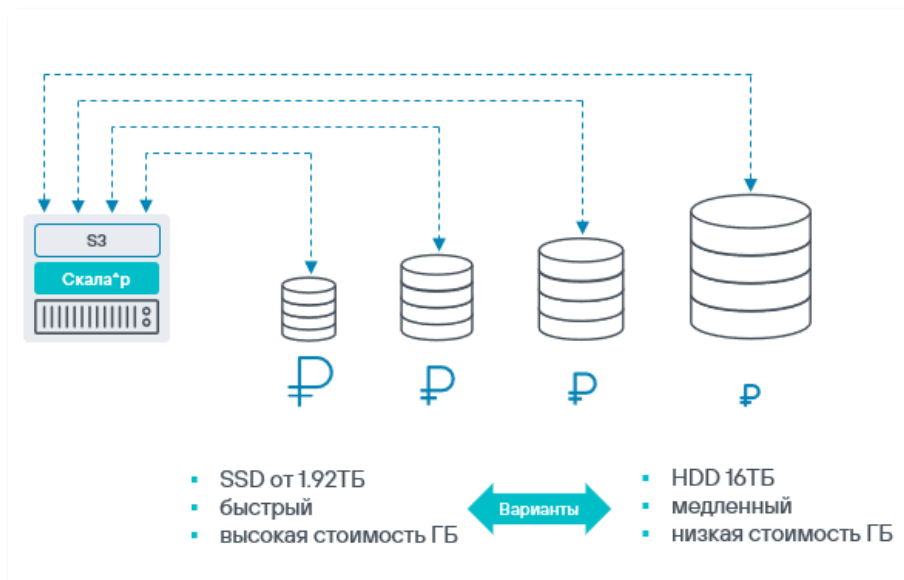 S3
Скала^р
₽ ₽ ₽ ₽
▪ SSD от 1.92ТБ
▪ быстрый
▪ высокая стоимость ГБ
Варианты
▪ HDD 16ТБ
▪ медленный
▪ низкая стоимость ГБ